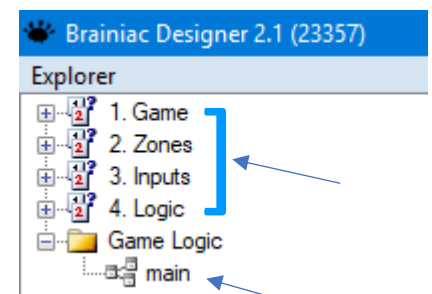 Brainiac Designer 2.1 (23357)
Explorer
1. Game
2. Zones
3. Inputs
4. Logic
Game Logic
main